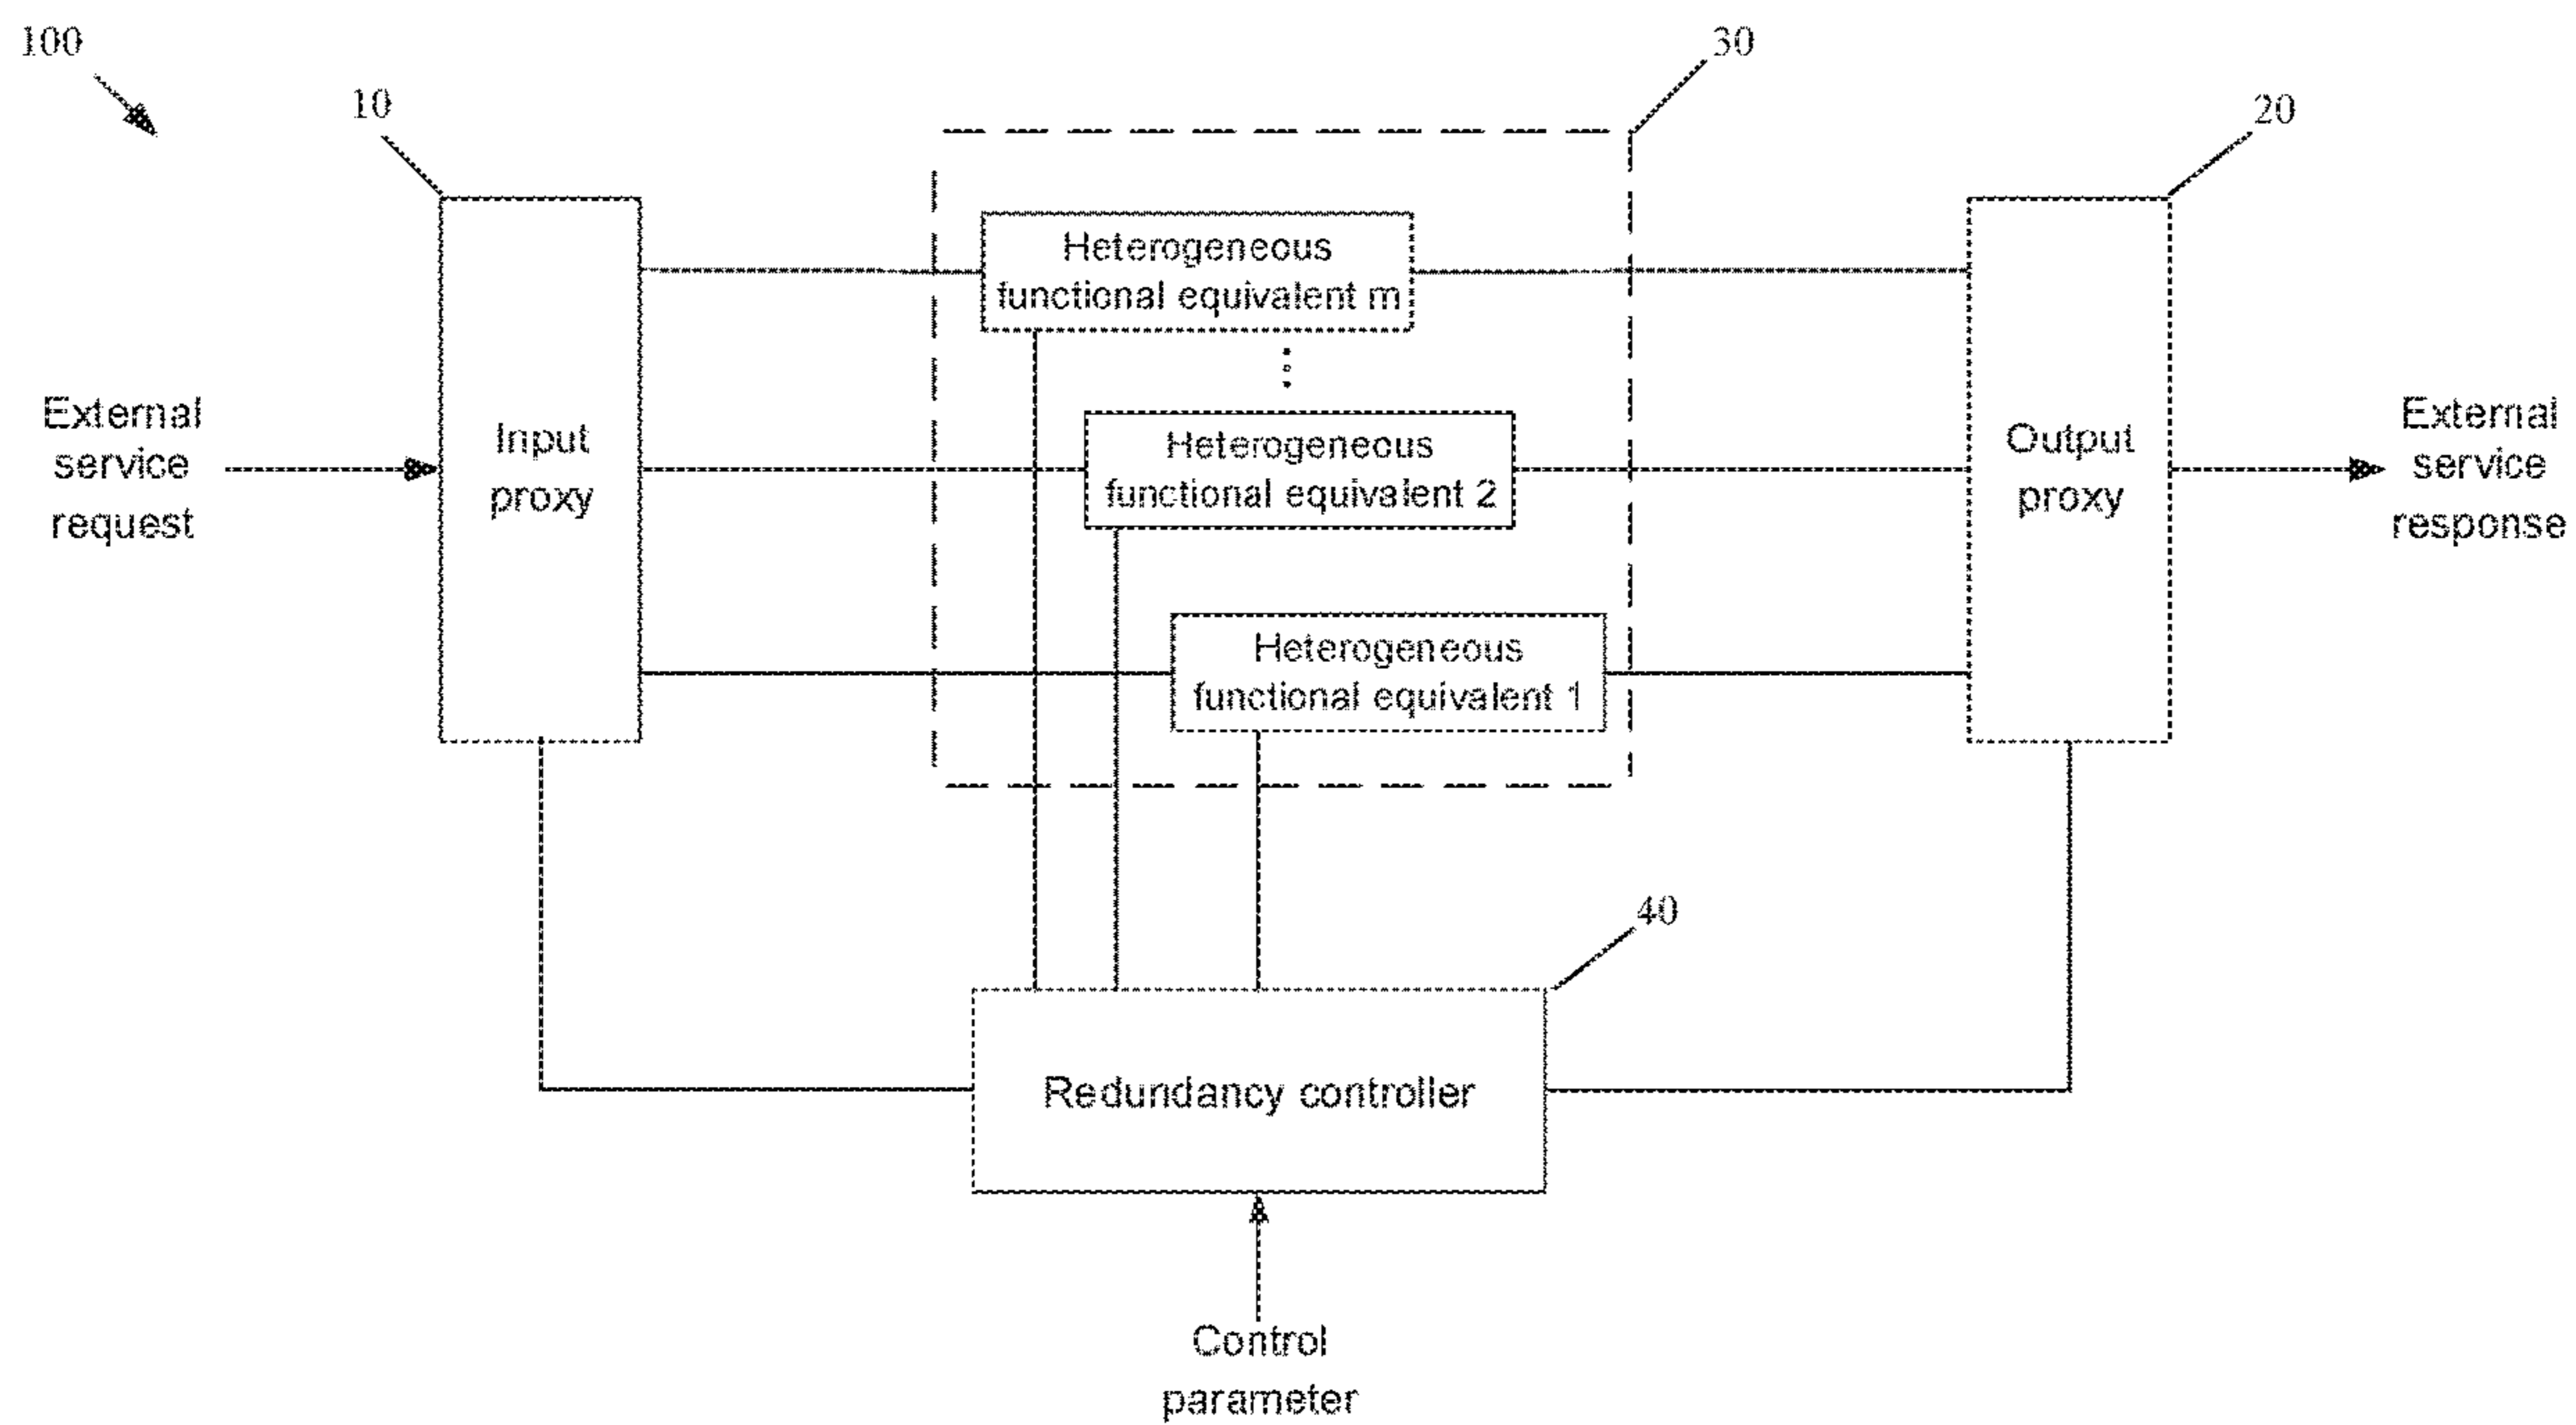 100
30
10
20
Heterogeneous
functional equivalent m
External
service
request
Input
proxy
Heterogeneous
functional equivalent 2
Output
proxy
External
service
response
Heterogeneous
functional equivalent 1
40
Redundancy controller
Control
parameter